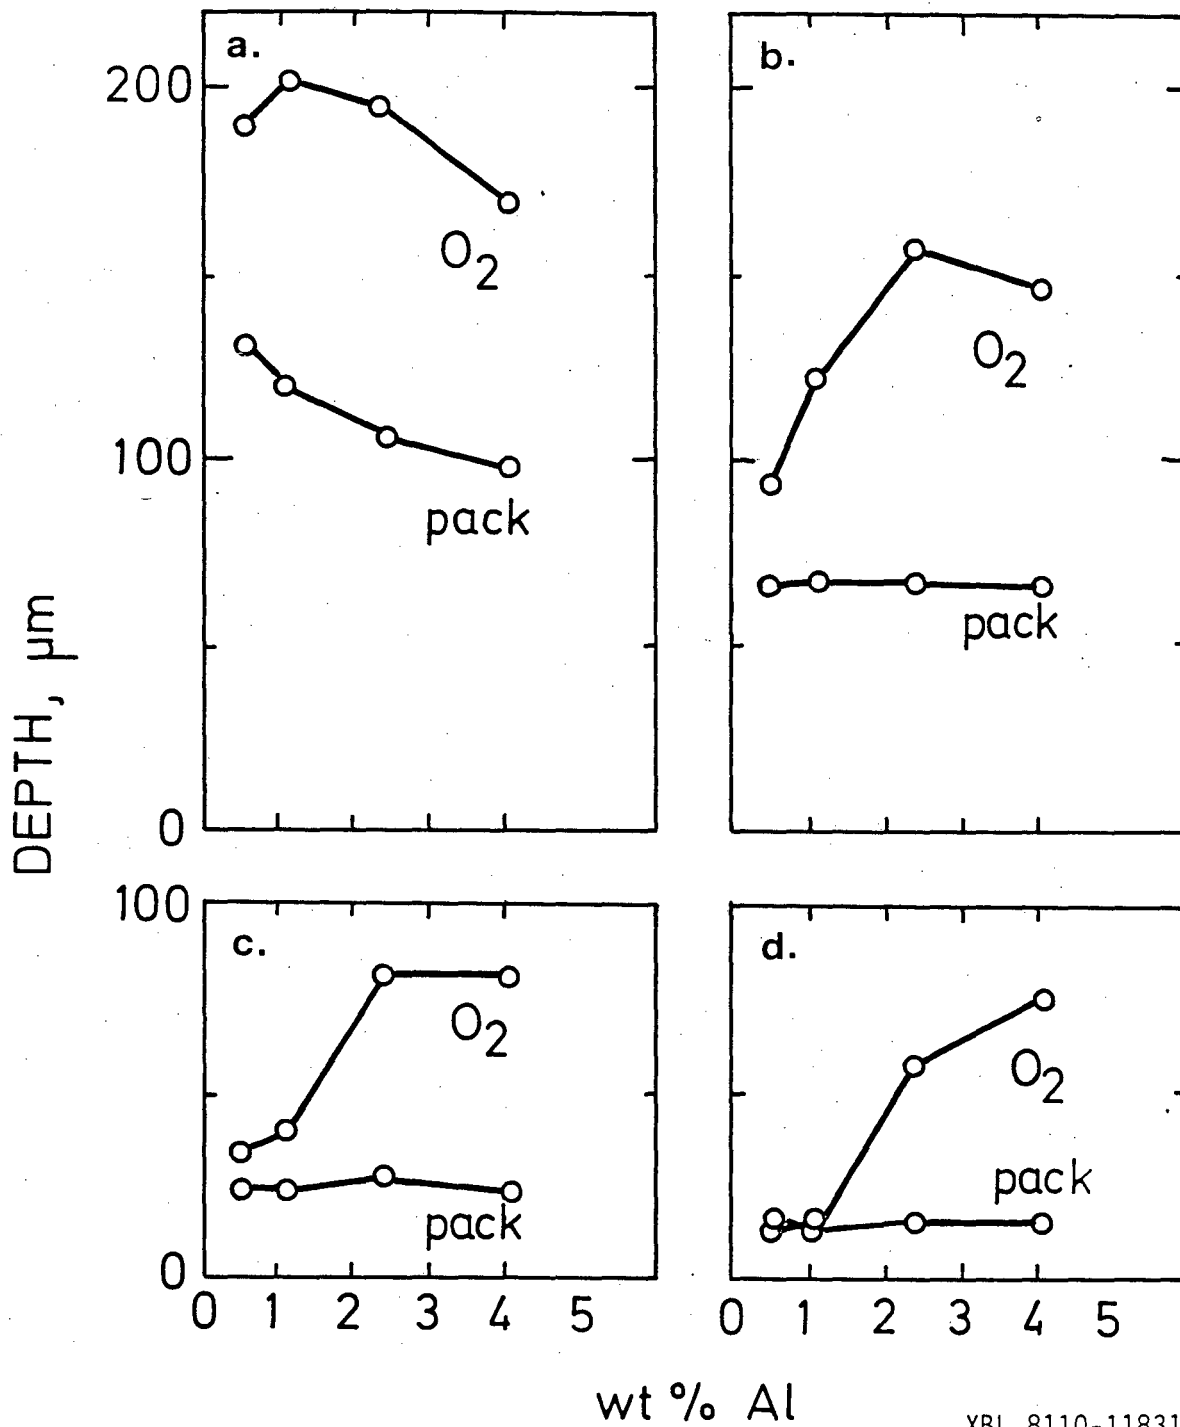 a.
200
O2
100
pack
0
b.
O2
pack
DEPTH, µm
100
c.
O2
pack
0
0 1 2 3 4 5
d.
O2
pack
0 1 2 3 4 5
wt % Al
XBL 8110-11831